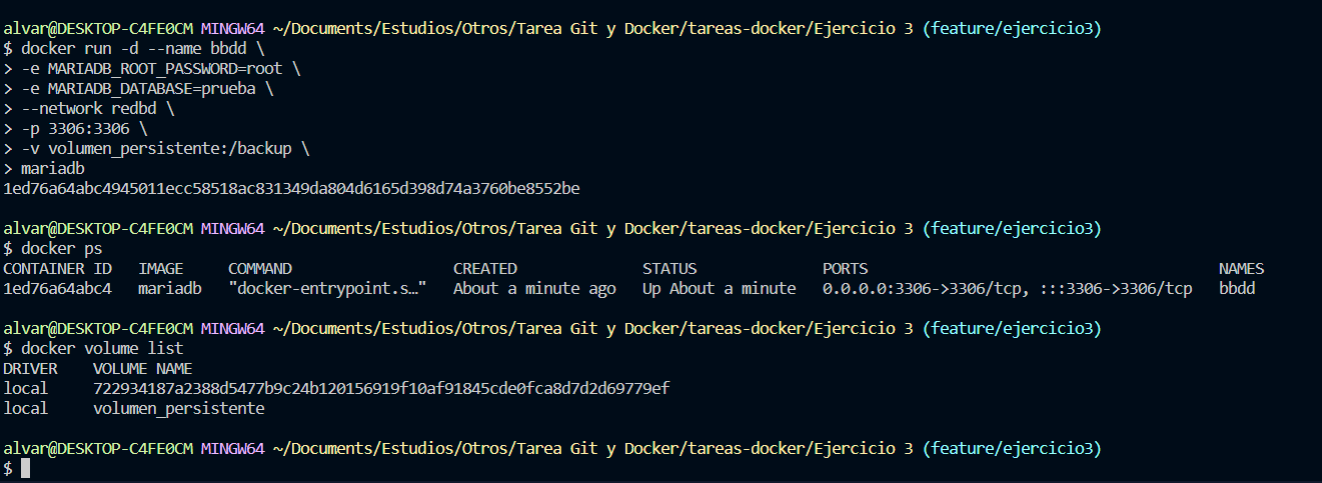 alvar@DESKTOP-C4FE0CM MINGW64 ~/Documents/Estudios/Otros/Tarea Git y Docker/tareas-docker/Ejercicio 3 (feature/ejercicio3)
$ docker run -d --name bbdd \
> -e MARIADB_ROOT_PASSWORD=root \
> -e MARIADB_DATABASE=prueba \
> --network redbd \
> -p 3306:3306 \
> -v volumen_persistente:/backup \
> mariadb
1ed76a64abc4945011ecc58518ac831349da804d6165d398d74a3760be8552be
alvar@DESKTOP-C4FE0CM MINGW64 ~/Documents/Estudios/Otros/Tarea Git y Docker/tareas-docker/Ejercicio 3 (feature/ejercicio3)
$ docker ps
CONTAINER ID   IMAGE     COMMAND                  CREATED              STATUS              PORTS                                       NAMES
1ed76a64abc4   mariadb   "docker-entrypoint.s…"   About a minute ago   Up About a minute   0.0.0.0:3306->3306/tcp, :::3306->3306/tcp   bbdd
alvar@DESKTOP-C4FE0CM MINGW64 ~/Documents/Estudios/Otros/Tarea Git y Docker/tareas-docker/Ejercicio 3 (feature/ejercicio3)
$ docker volume list
DRIVER    VOLUME NAME
local     722934187a2388d5477b9c24b120156919f10af91845cde0fca8d7d2d69779ef
local     volumen_persistente
alvar@DESKTOP-C4FE0CM MINGW64 ~/Documents/Estudios/Otros/Tarea Git y Docker/tareas-docker/Ejercicio 3 (feature/ejercicio3)
$